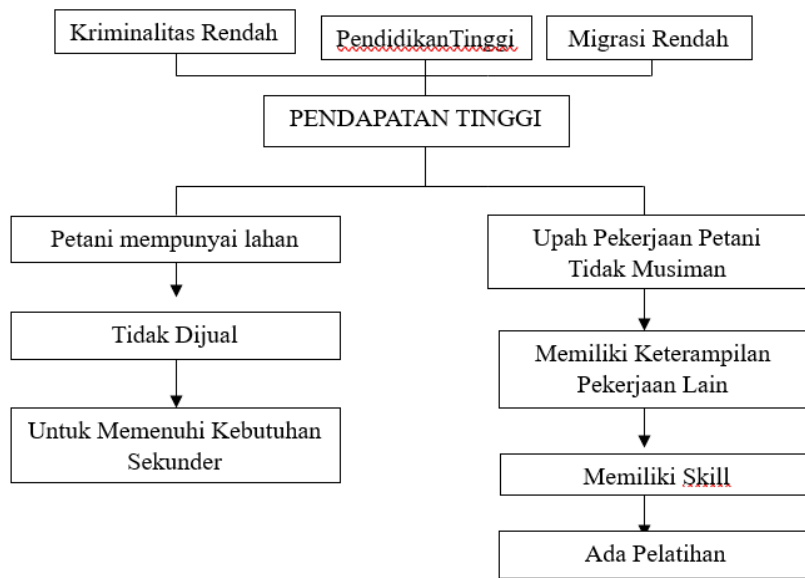 Kriminalitas Rendah
PendidikanTinggi
Migrasi Rendah
PENDAPATAN TINGGI
Petani mempunyai lahan
Upah Pekerjaan Petani
Tidak Musiman
Tidak Dijual
Memiliki Keterampilan
Pekerjaan Lain
Untuk Memenuhi Kebutuhan
Sekunder
Memiliki Skill
Ada Pelatihan